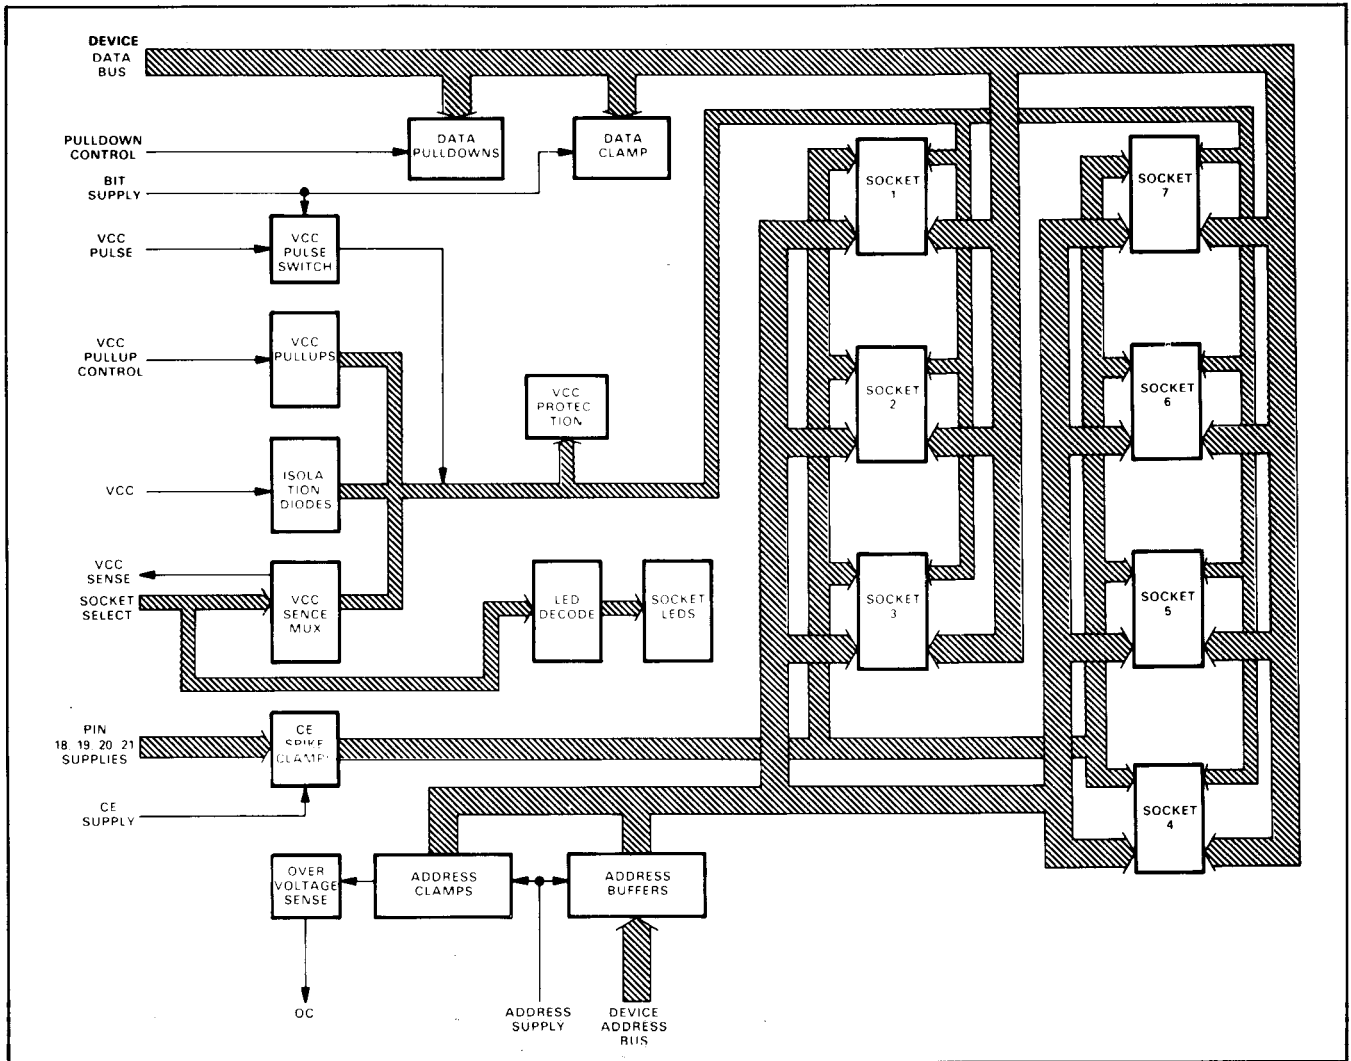 DEVICE
DATA
BUS
PULLDOWN
CONTROL
DATA
PULLDOWNS
DATA
CLAMP
BIT
SUPPLY
VCC
PULSE
VCC
PULSE
SWITCH
VCC
PULLUP
CONTROL
VCC
PULLUPS
VCC
PROTEC
TION
VCC
ISOLA
TION
DIODES
VCC
SENSE
SOCKET
SELECT
VCC
SENCE
MUX
LED
DECODE
SOCKET
LEDS
PIN
18, 19, 20, 21
SUPPLIES
CE
SPIKE
CLAMP
CE
SUPPLY
OVER
VOLTAGE
SENSE
ADDRESS
CLAMPS
ADDRESS
BUFFERS
OC
ADDRESS
SUPPLY
DEVICE
ADDRESS
BUS
SOCKET
1
SOCKET
2
SOCKET
3
SOCKET
7
SOCKET
6
SOCKET
5
SOCKET
4